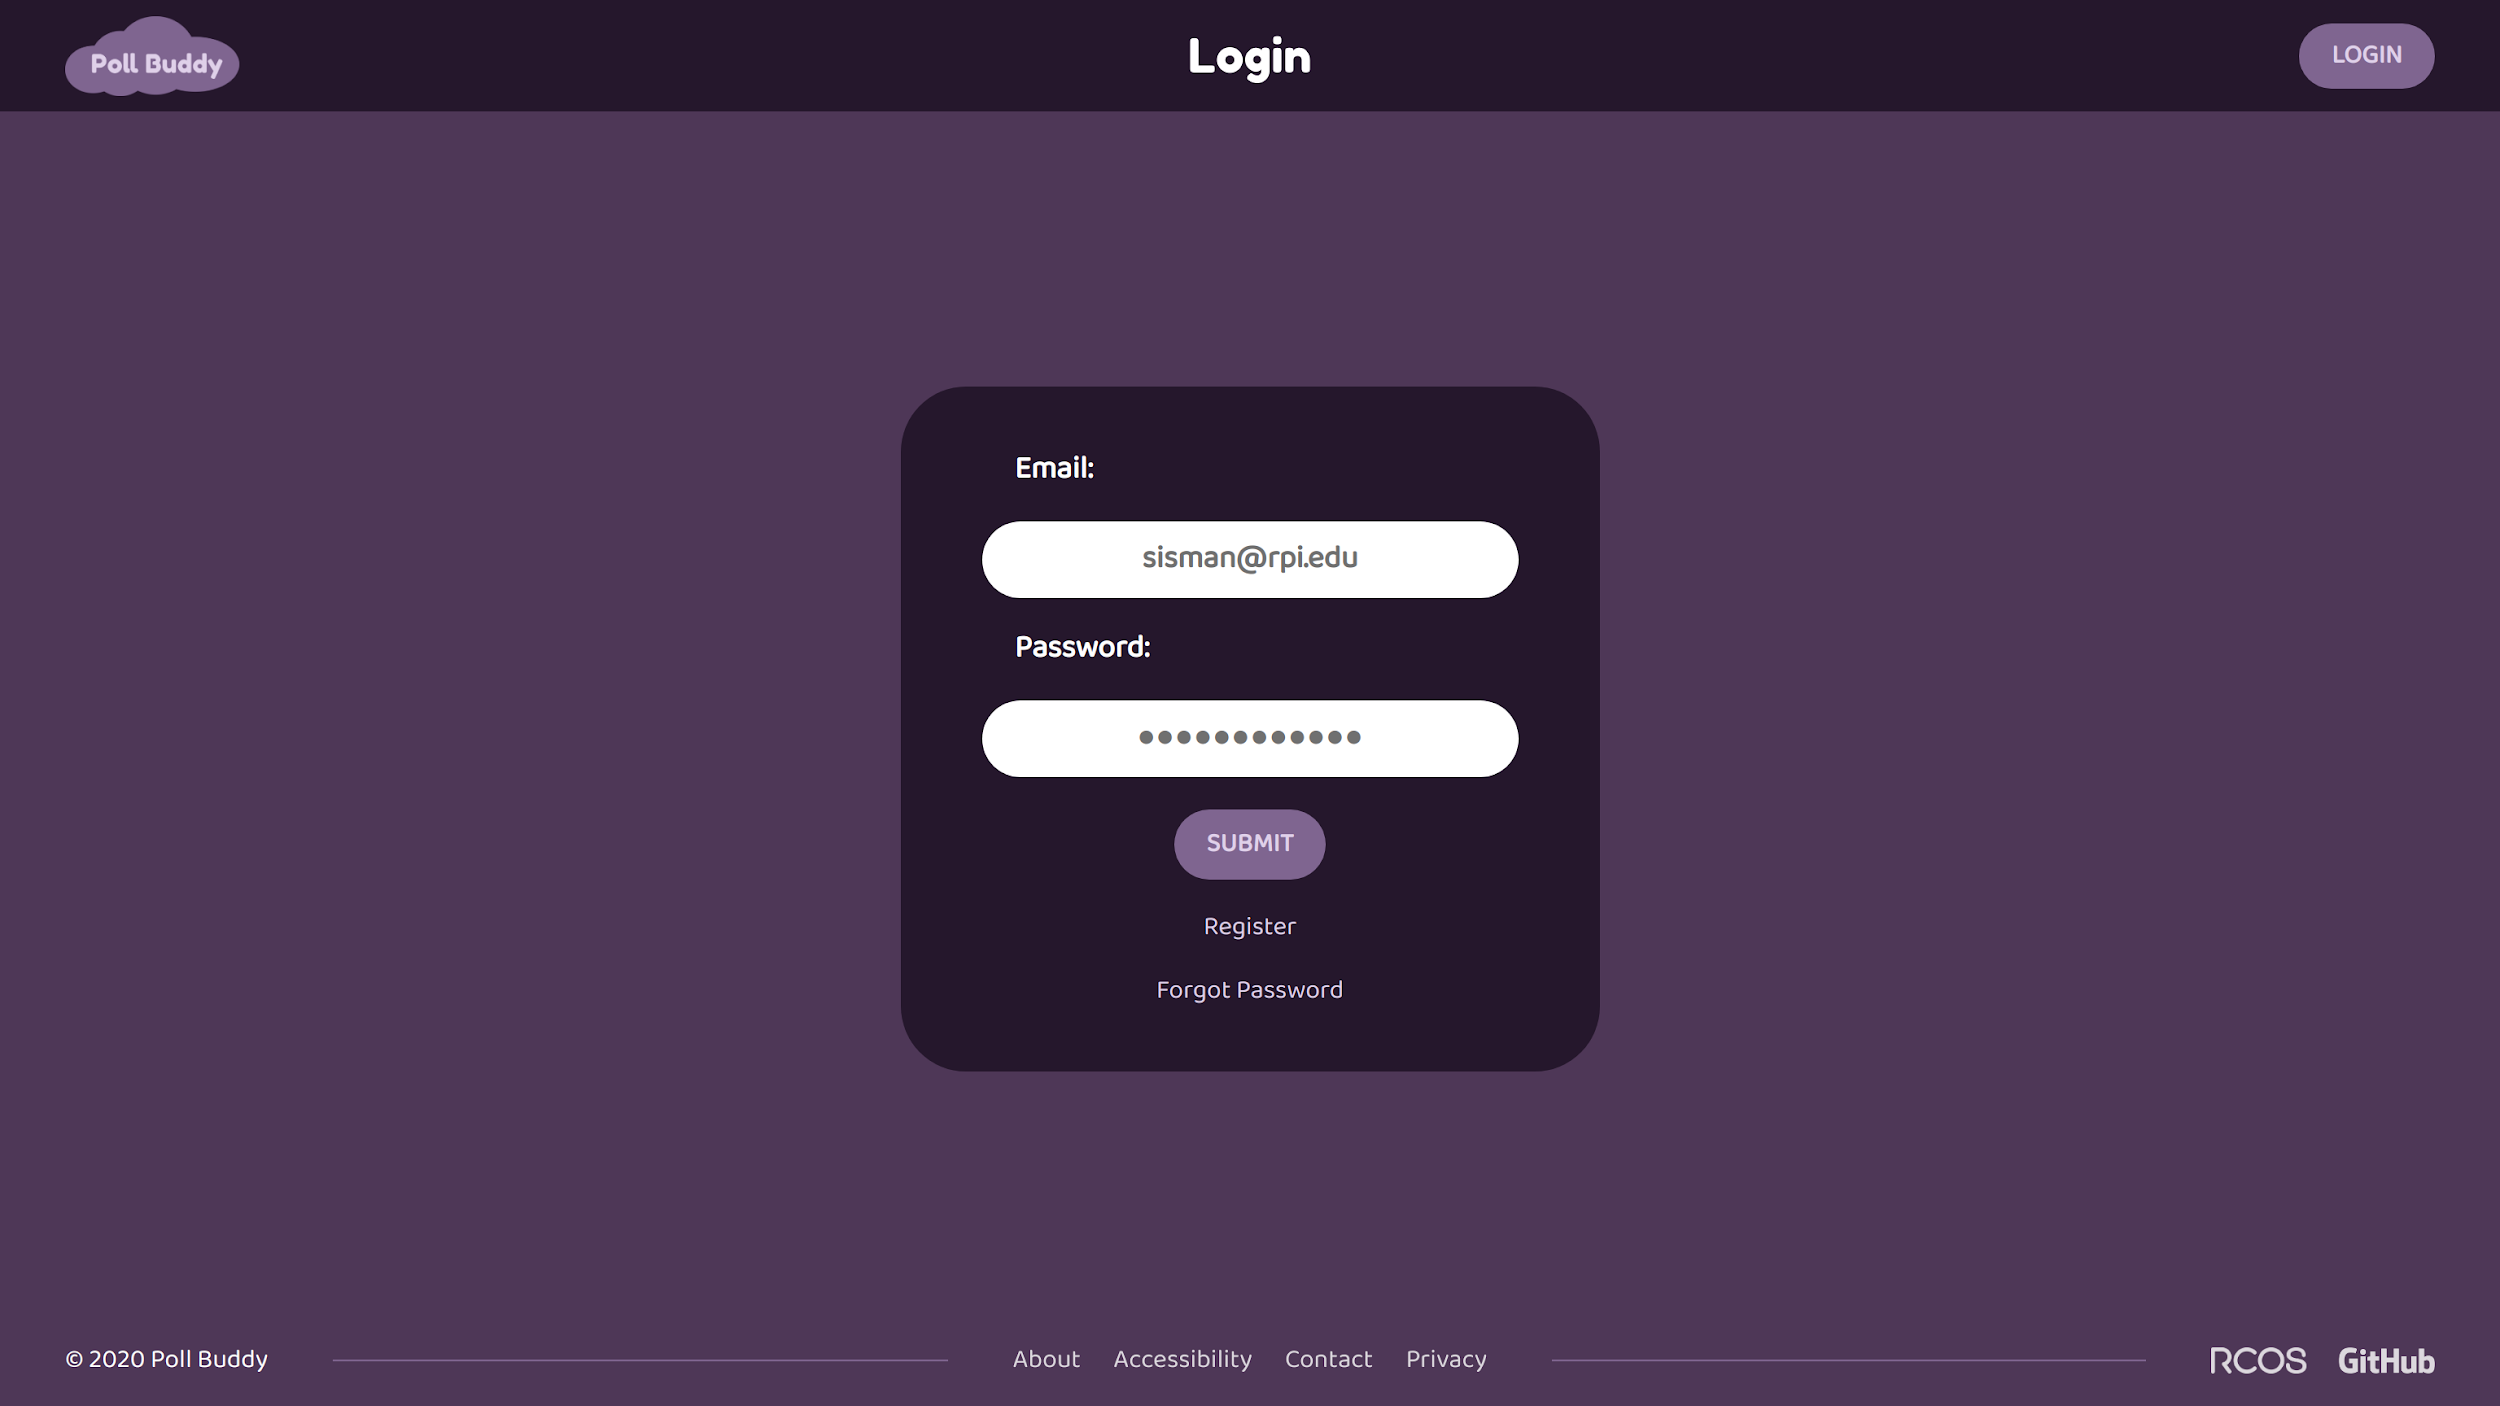 Poll Buddy
Login
LOGIN
Email:
sisman@rpi.edu
Password:
●●●●●●●●●●●●
SUBMIT
Register
Forgot Password
© 2020 Poll Buddy
About Accessibility Contact Privacy
RCOS GitHub